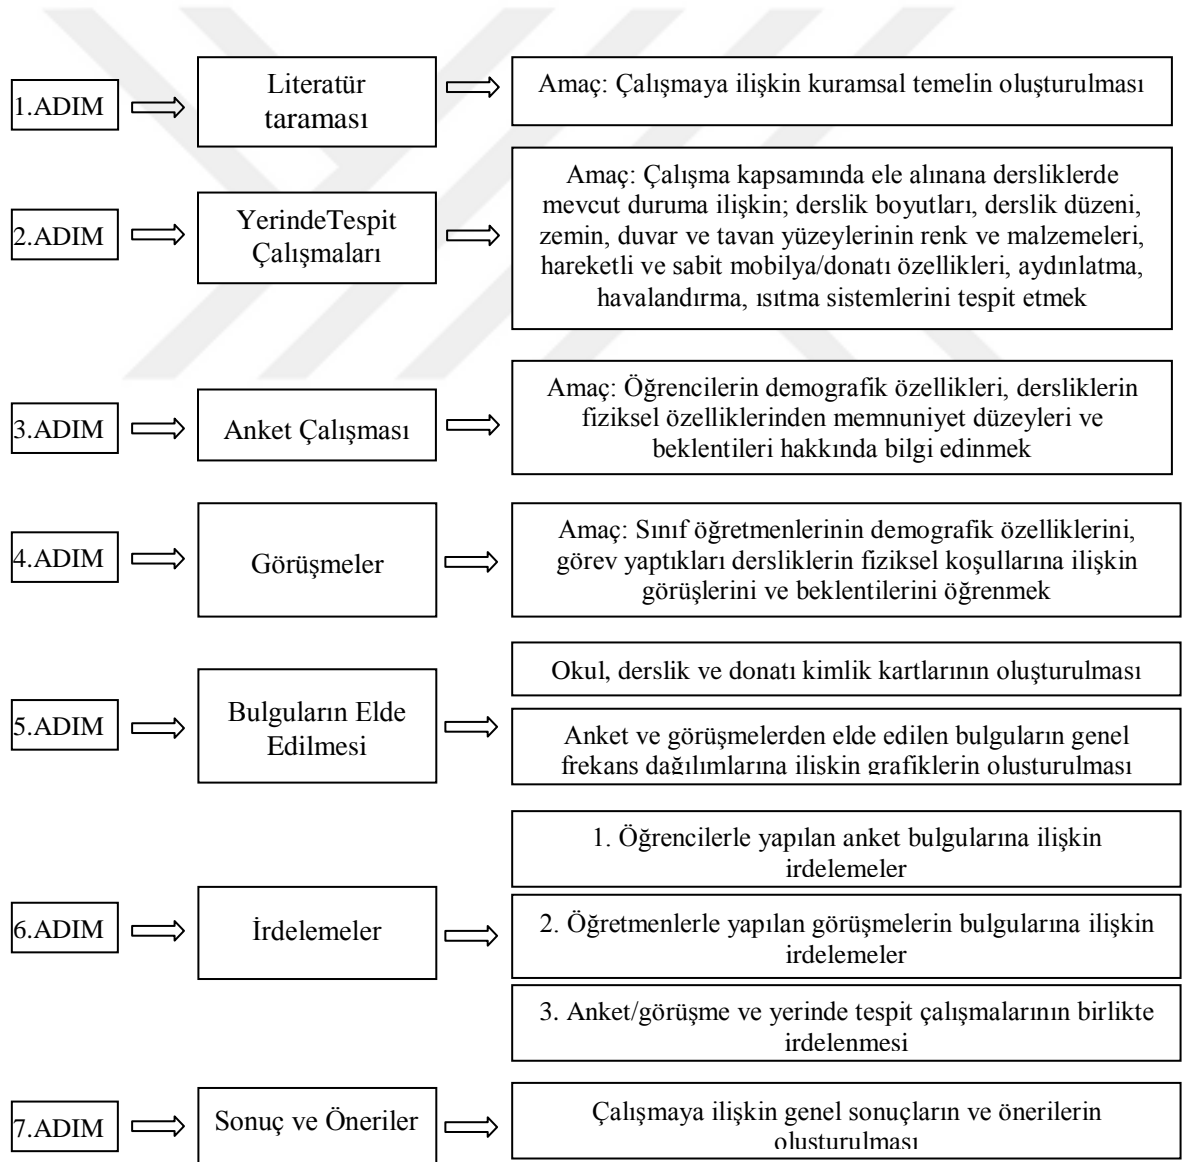 1.ADIM
Literatür
taraması
Amaç: Çalışmaya ilişkin kuramsal temelin oluşturulması
2.ADIM
YerindeTespit
Çalışmaları
Amaç: Çalışma kapsamında ele alınana dersliklerde
mevcut duruma ilişkin; derslik boyutları, derslik düzeni,
zemin, duvar ve tavan yüzeylerinin renk ve malzemeleri,
hareketli ve sabit mobilya/donatı özellikleri, aydınlatma,
havalandırma, ısıtma sistemlerini tespit etmek
3.ADIM
Anket Çalışması
Amaç: Öğrencilerin demografik özellikleri, dersliklerin
fiziksel özelliklerinden memnuniyet düzeyleri ve
beklentileri hakkında bilgi edinmek
4.ADIM
Görüşmeler
Amaç: Sınıf öğretmenlerinin demografik özelliklerini,
görev yaptıkları dersliklerin fiziksel koşullarına ilişkin
görüşlerini ve beklentilerini öğrenmek
5.ADIM
Bulguların Elde
Edilmesi
Okul, derslik ve donatı kimlik kartlarının oluşturulması
Anket ve görüşmelerden elde edilen bulguların genel
frekans dağılımlarına ilişkin grafiklerin oluşturulması
6.ADIM
İrdelemeler
1. Öğrencilerle yapılan anket bulgularına ilişkin
irdelemeler
2. Öğretmenlerle yapılan görüşmelerin bulgularına ilişkin
irdelemeler
3. Anket/görüşme ve yerinde tespit çalışmalarının birlikte
irdelenmesi
7.ADIM
Sonuç ve Öneriler
Çalışmaya ilişkin genel sonuçların ve önerilerin
oluşturulması